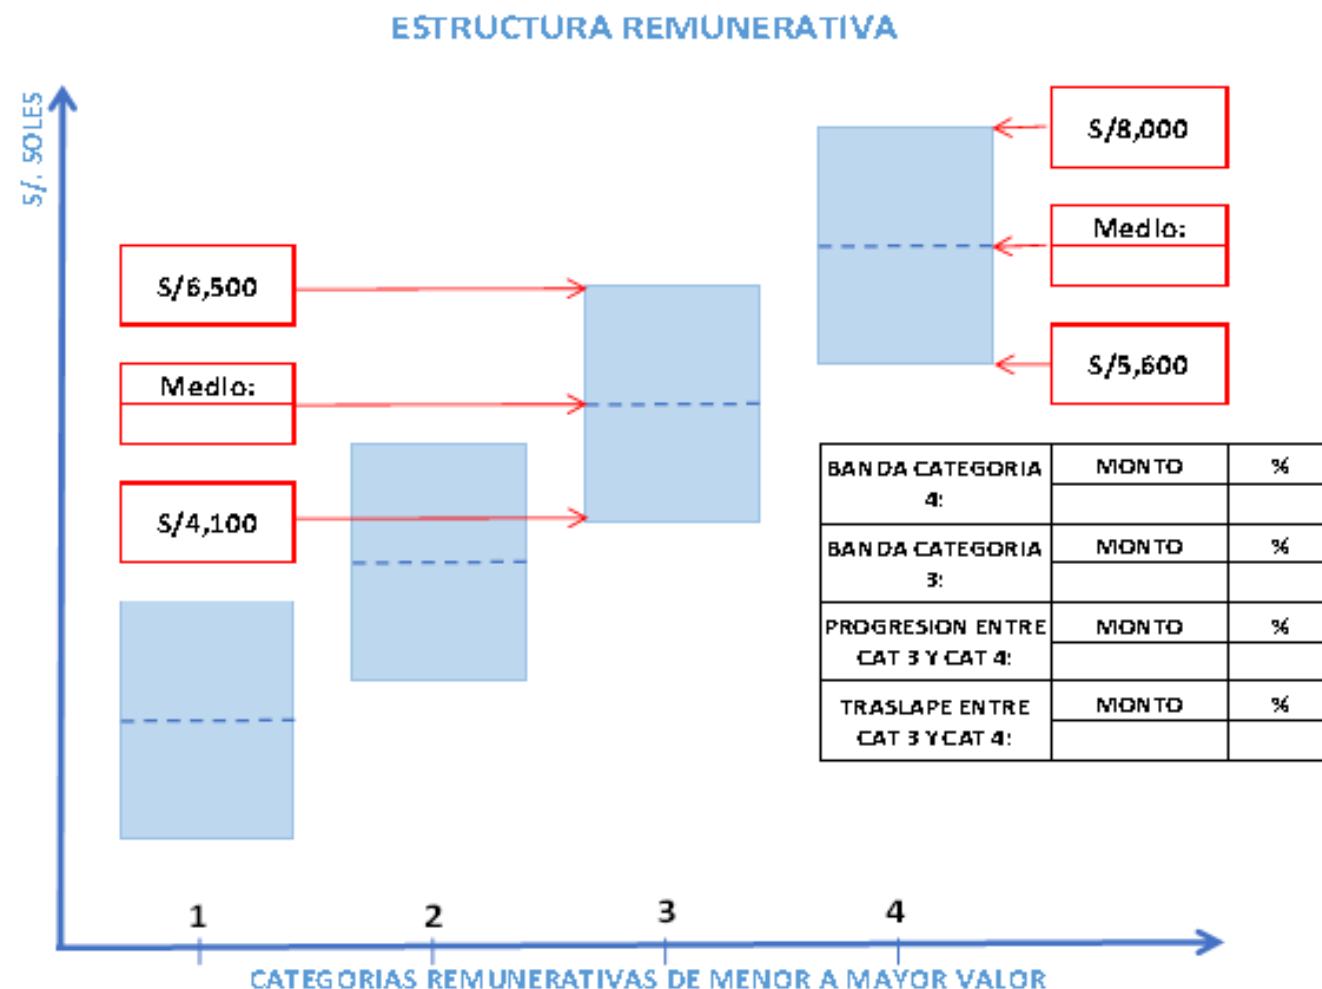 ESTRUCTURA REMUNERATIVA
S/. SOLES
S/8,000
Medio:
S/5,600
S/6,500
Medio:
S/4,100
BANDA CATEGORIA
4:
MONTO %
BANDA CATEGORIA
3:
MONTO %
PROGRESION ENTRE
CAT 3 Y CAT 4:
MONTO %
TRASLAPE ENTRE
CAT 3 Y CAT 4:
MONTO %
1 2 3 4
CATEGORIAS REMUNERATIVAS DE MENOR A MAYOR VALOR